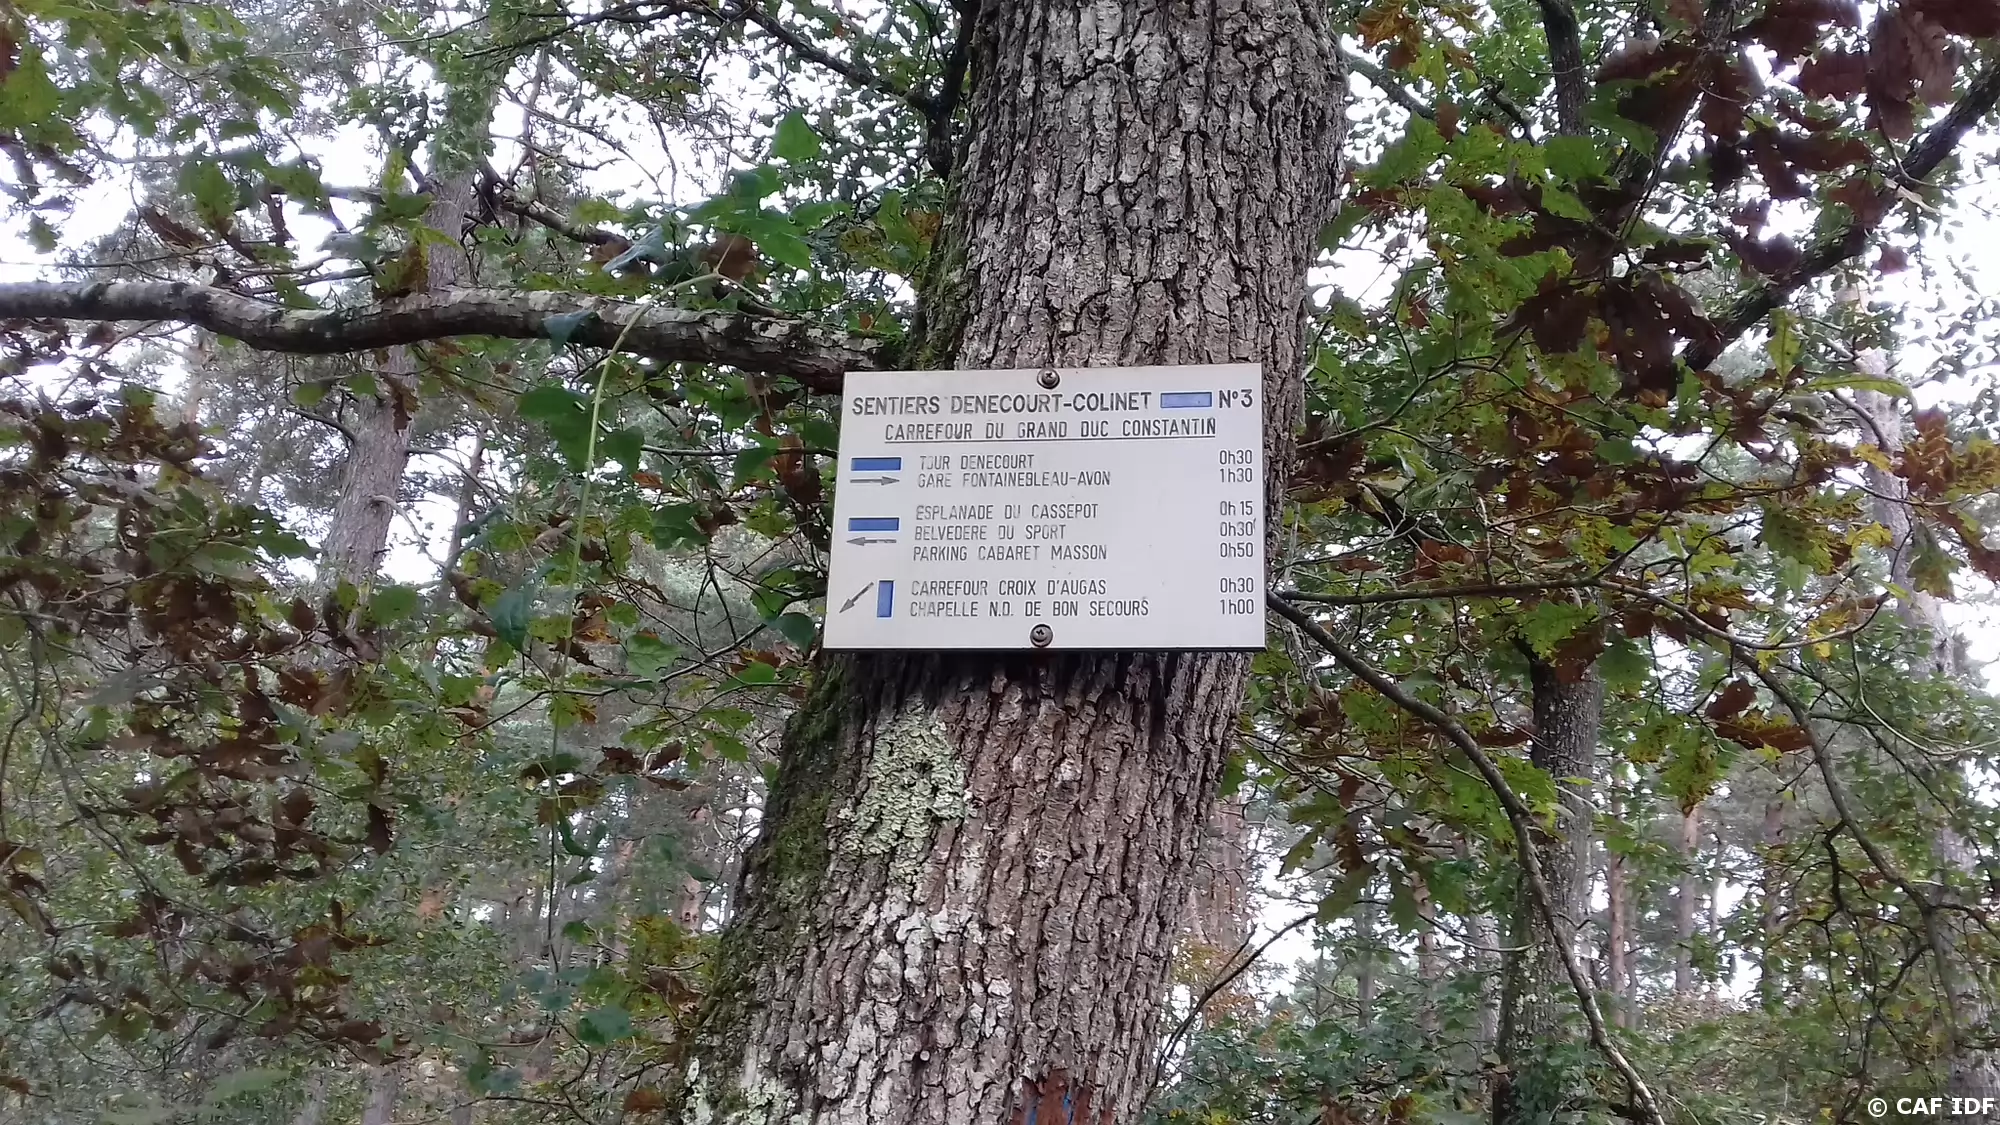 SENTIERS DENECOURT-COLINET N°3
CARREFOUR DU GRAND DUC CONSTANTIN
TOUR DENECOURT 0h30
GARE FONTAINEBLEAU-AVON 1h30
ESPLANADE DU CASSEPOT 0h15
BELVEDERE DU SPORT 0h30
PARKING CABARET MASSON 0h50
CARREFOUR CROIX D'AUGAS 0h30
CHAPELLE N.D. DE BON SECOURS 1h00
© CAF IDF